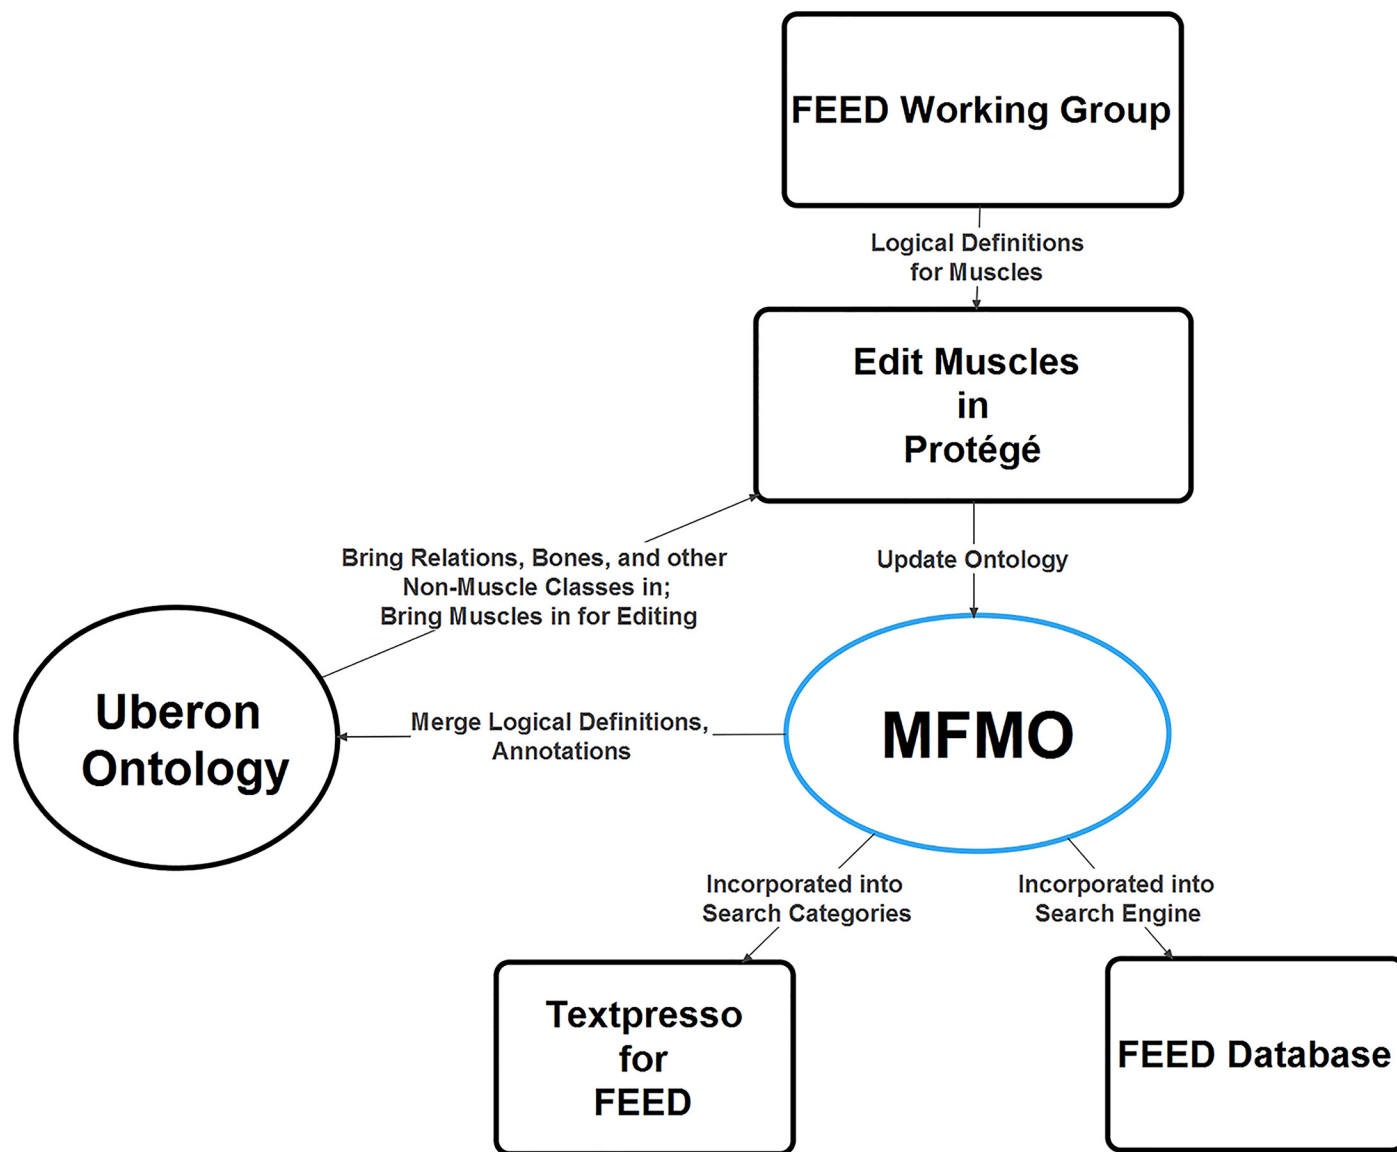 FEED Working Group
Logical Definitions
for Muscles
Edit Muscles
in
Protégé
Bring Relations, Bones, and other
Non-Muscle Classes in;
Bring Muscles in for Editing
Update Ontology
Uberon
Ontology
Merge Logical Definitions,
Annotations
MFMO
Incorporated into
Search Categories
Incorporated into
Search Engine
Textpresso
for
FEED
FEED Database